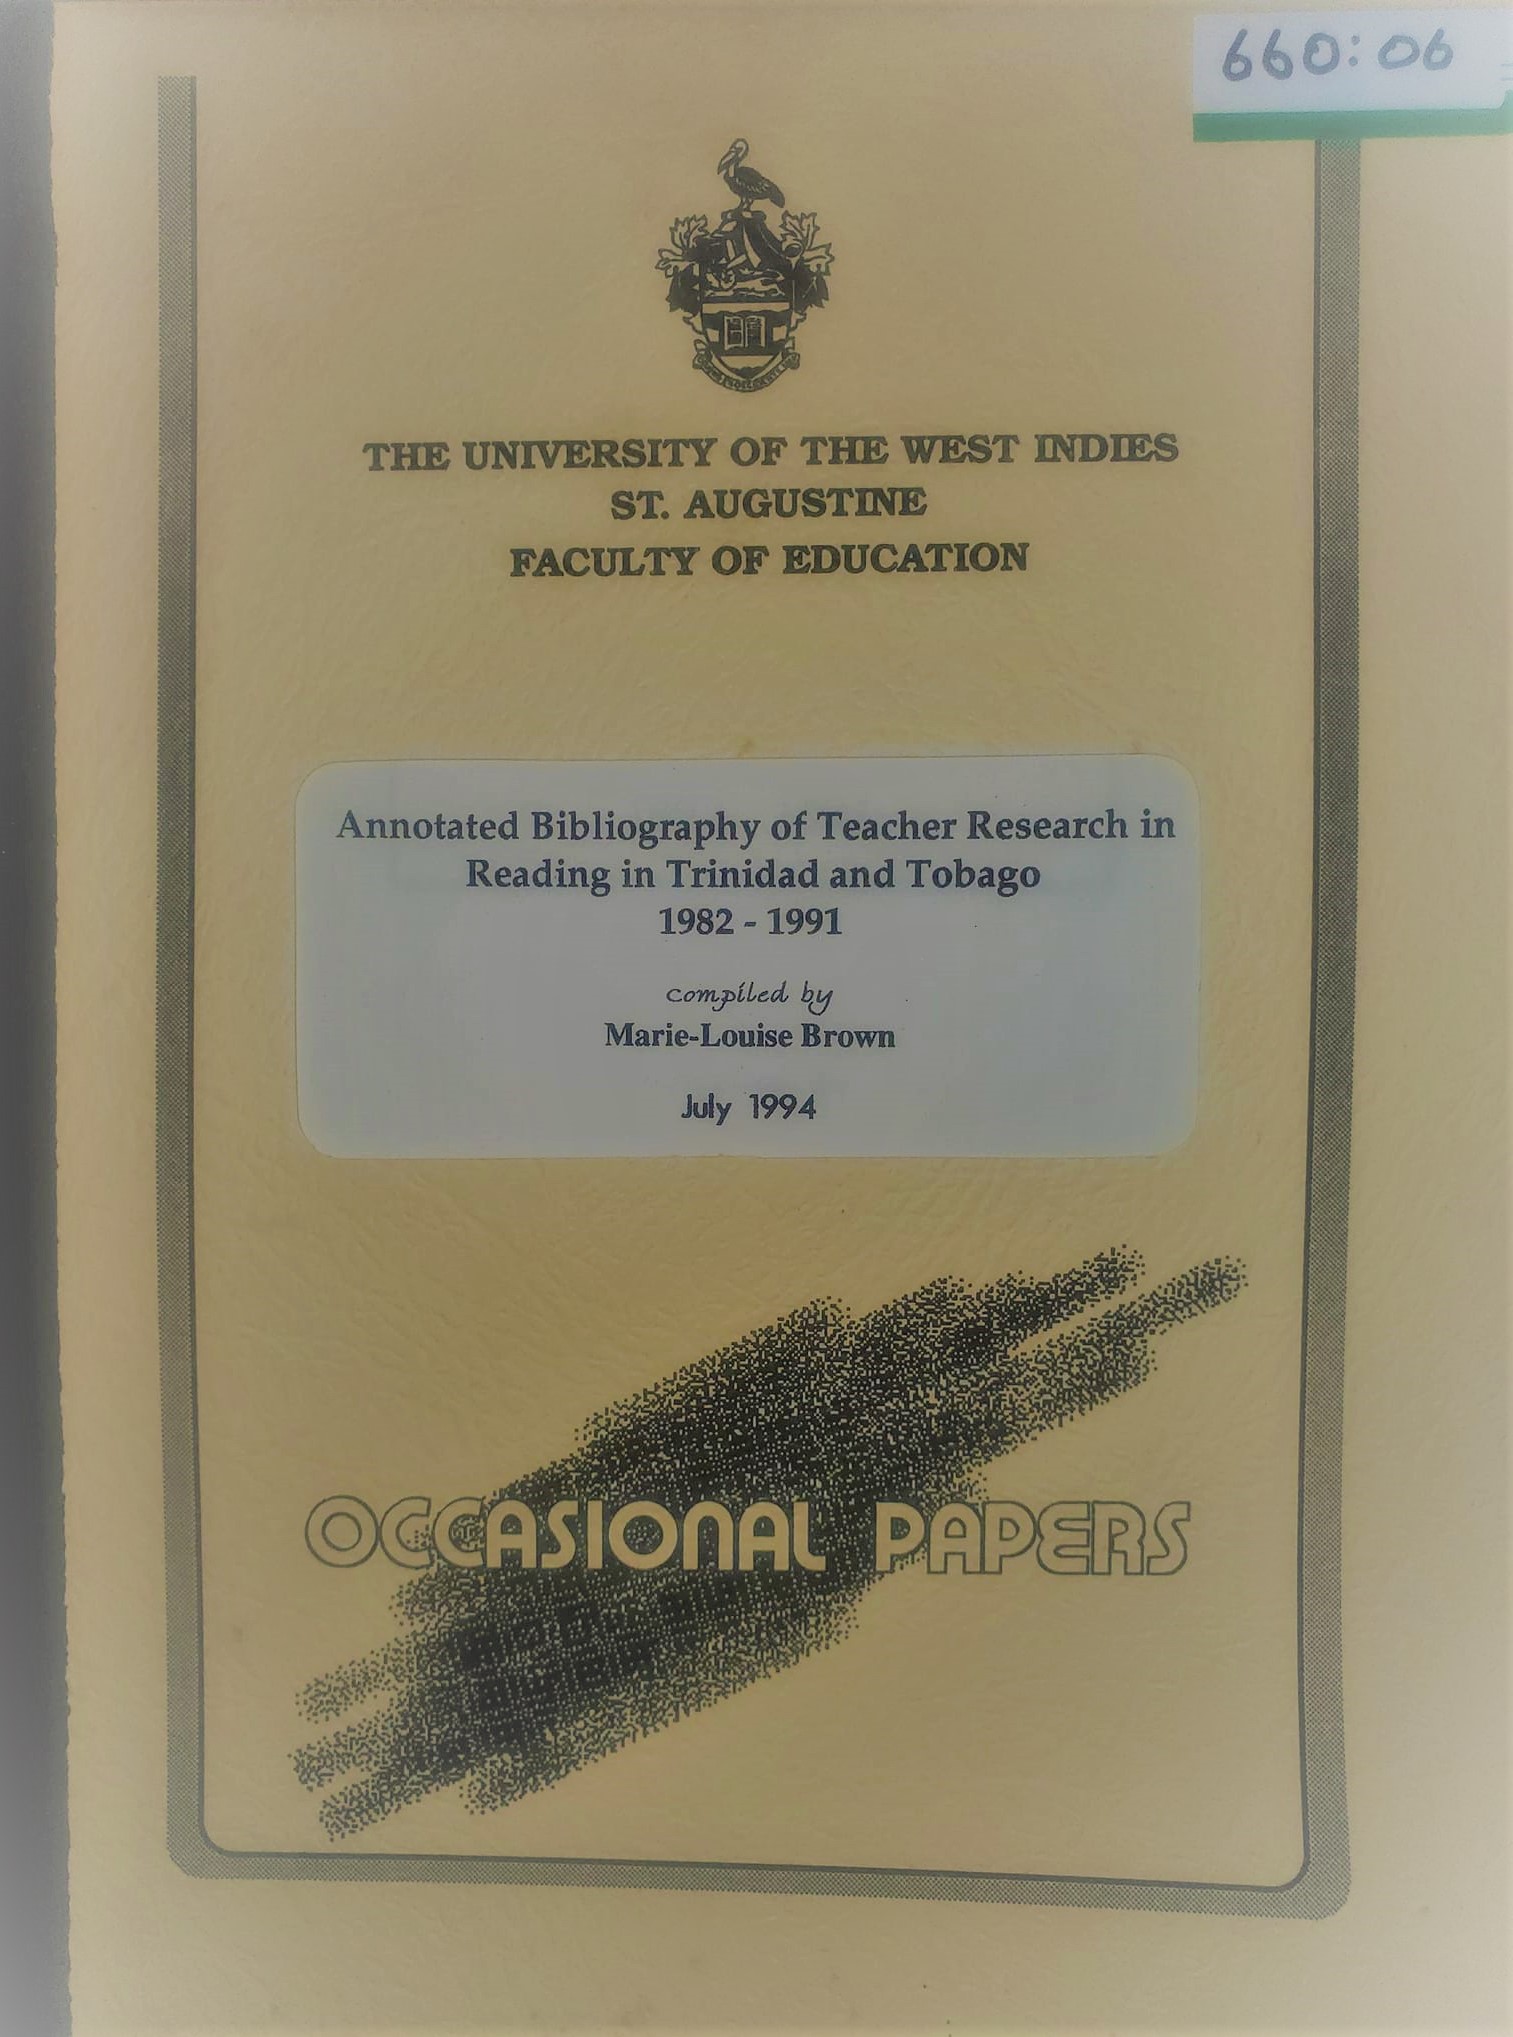 660:06
THE UNIVERSITY OF THE WEST INDIES
ST. AUGUSTINE
FACULTY OF EDUCATION
Annotated Bibliography of Teacher Research in
Reading in Trinidad and Tobago
1982 - 1991
compiled by
Marie-Louise Brown
July 1994
OCCASIONAL PAPERS